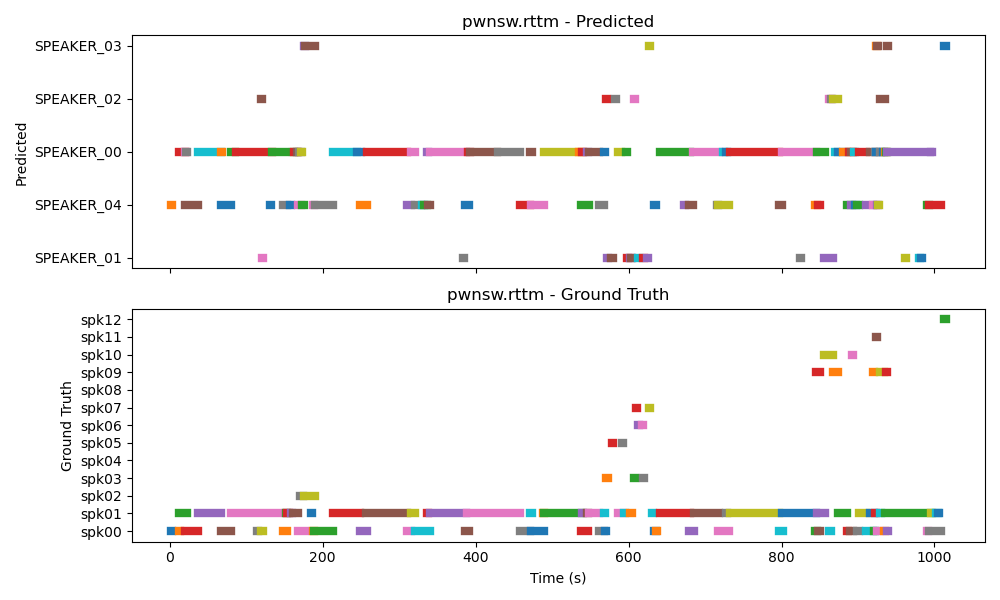 pwnsw.rttm - Predicted
SPEAKER_03
SPEAKER_02
SPEAKER_00
SPEAKER_04
SPEAKER_01
Predicted
pwnsw.rttm - Ground Truth
spk12
spk11
spk10
spk09
spk08
spk07
spk06
spk05
spk04
spk03
spk02
spk01
spk00
Ground Truth
0 200 400 600 800 1000
Time (s)